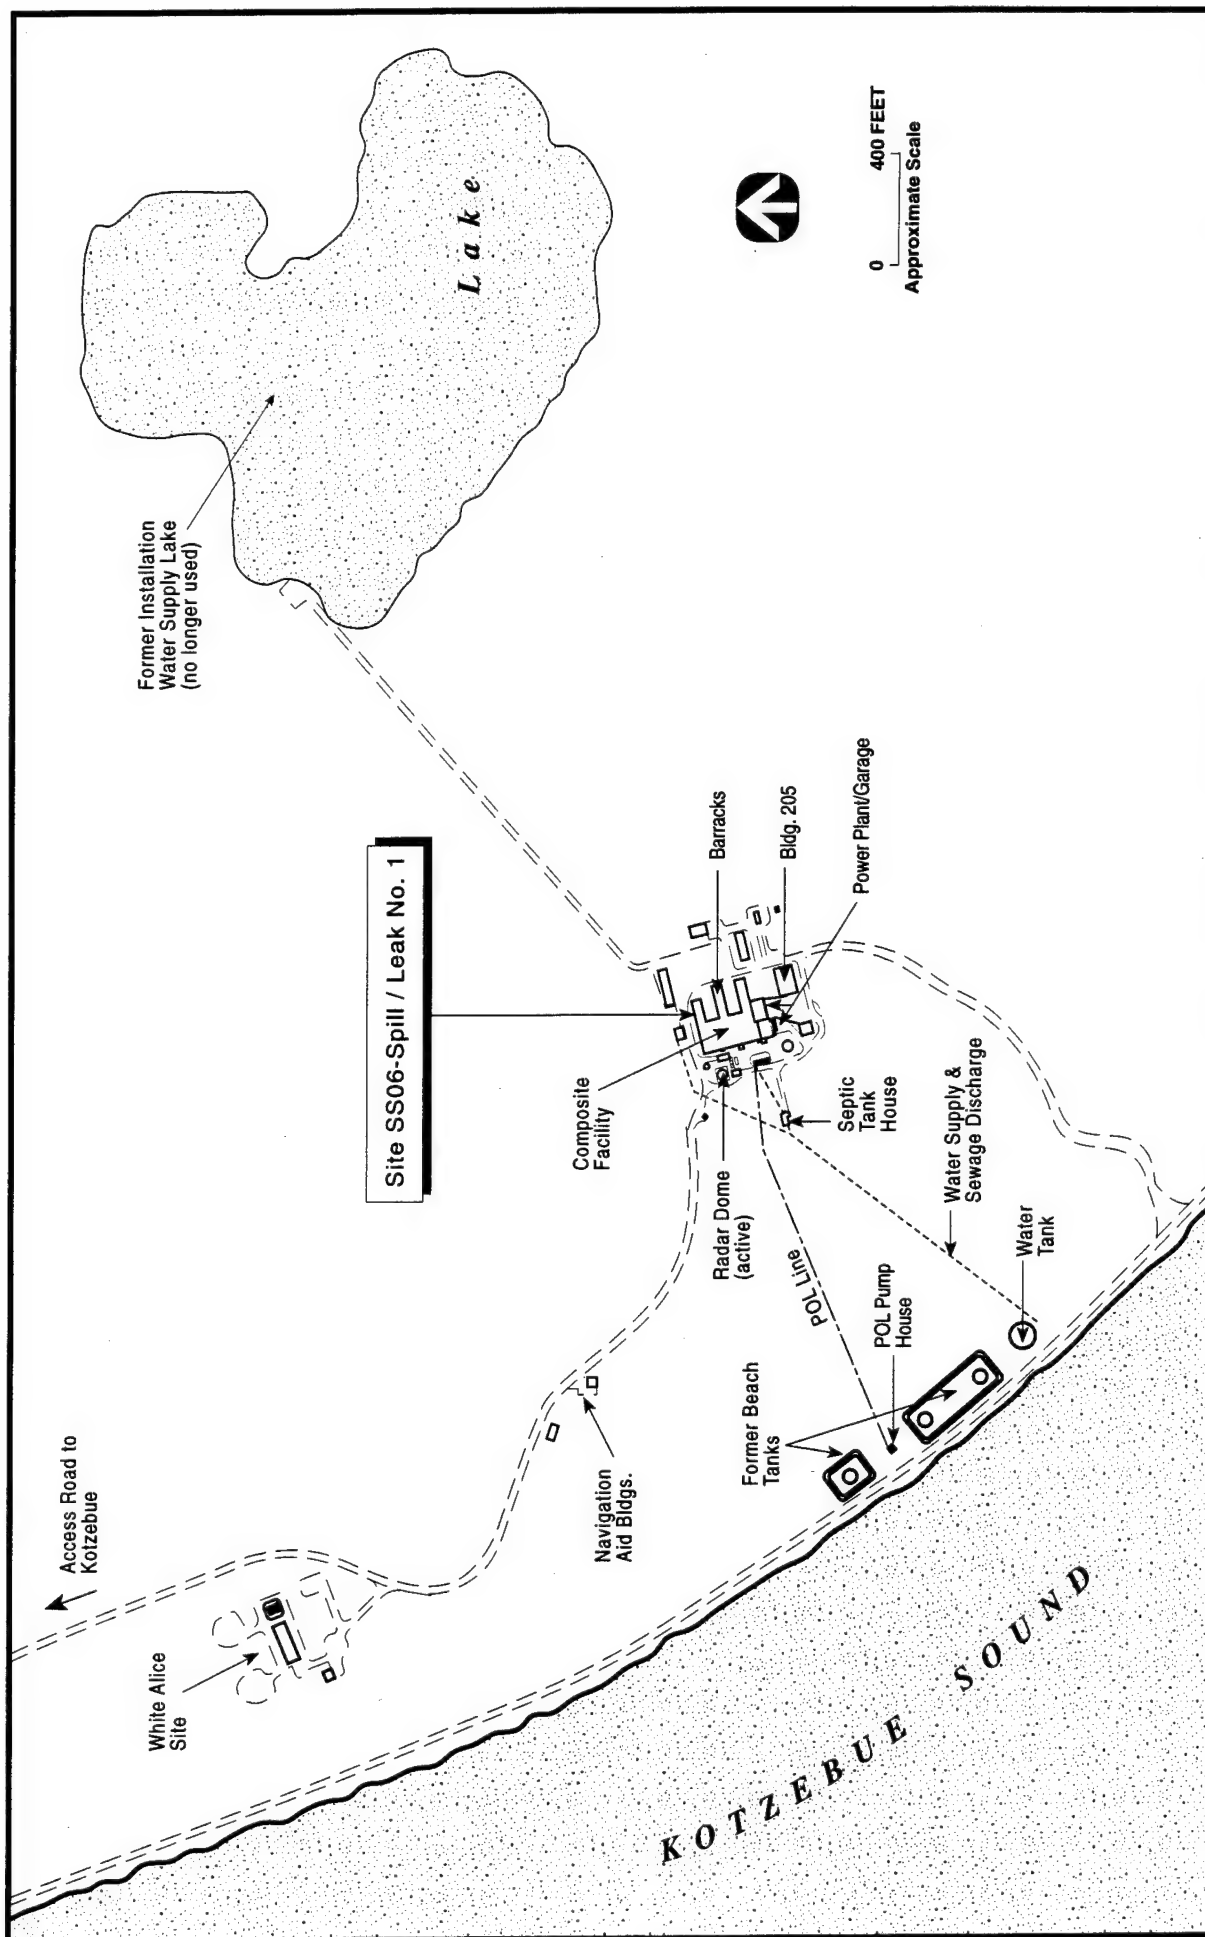 Access Road to
Kotzebue
White Alice
Site
Navigation
Aid Bldgs.
Former Beach
Tanks
POL Pump
House
POL Line
Water
Tank
Water Supply &
Sewage Discharge
Septic
Tank
House
Radar Dome
(active)
Composite
Facility
Site SS06-Spill / Leak No. 1
Barracks
Bldg. 205
Power Plant/Garage
Former Installation
Water Supply Lake
(no longer used)
Lake
KOTZEBUE SOUND
0 400 FEET
Approximate Scale